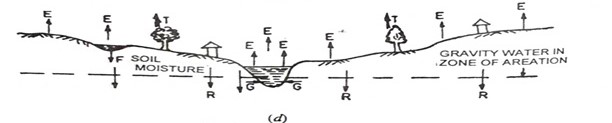 E E T E E E E T E E
F SOIL MOISTURE
GRAVITY WATER IN
ZONE OF AREATION
R G G R R
(d)